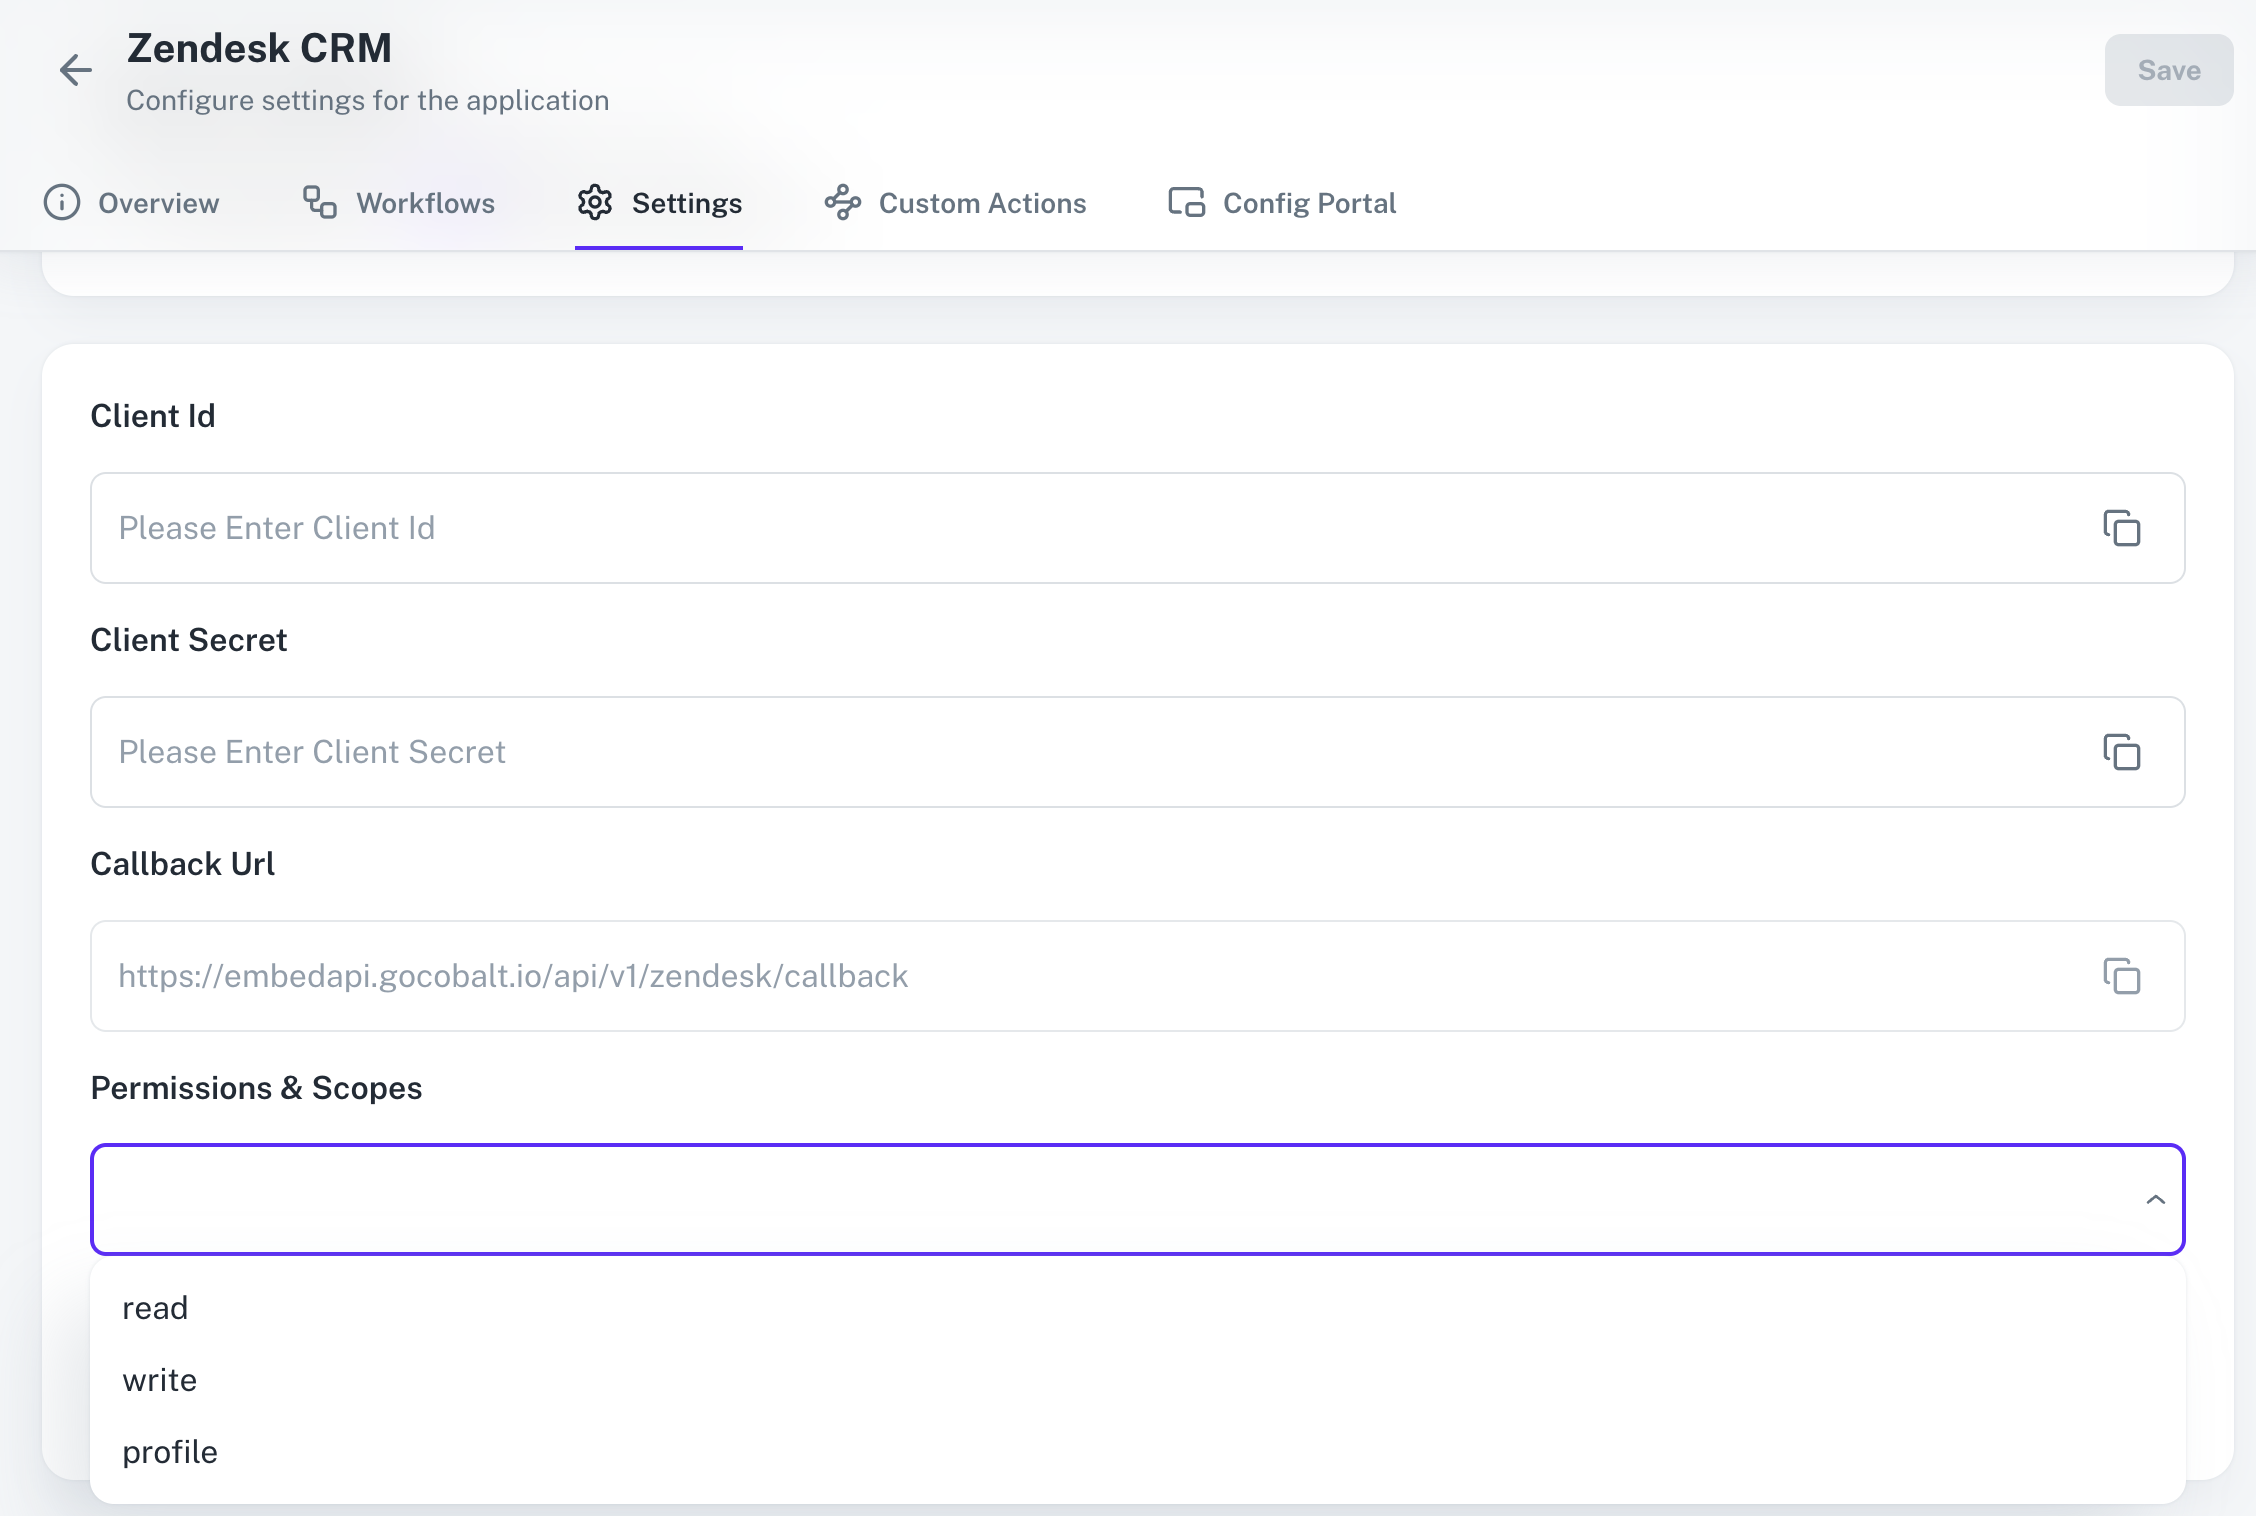 Zendesk CRM
Configure settings for the application
Save
Overview
Workflows
Settings
Custom Actions
Config Portal
Client Id
Please Enter Client Id
Client Secret
Please Enter Client Secret
Callback Url
https://embedapi.gocobalt.io/api/v1/zendesk/callback
Permissions & Scopes
read
write
profile